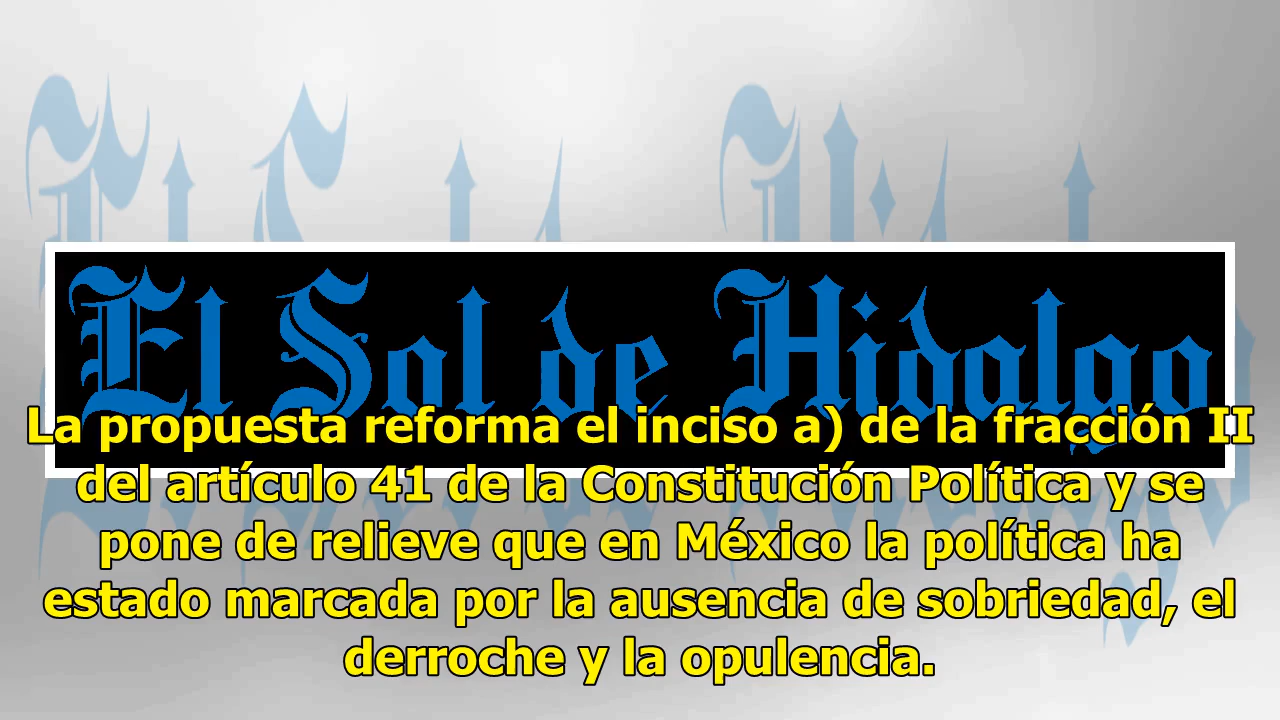 El Sol de Hidalgo
La propuesta reforma el inciso a) de la fracción II
del artículo 41 de la Constitución Política y se
pone de relieve que en México la política ha
estado marcada por la ausencia de sobriedad, el
derroche y la opulencia.